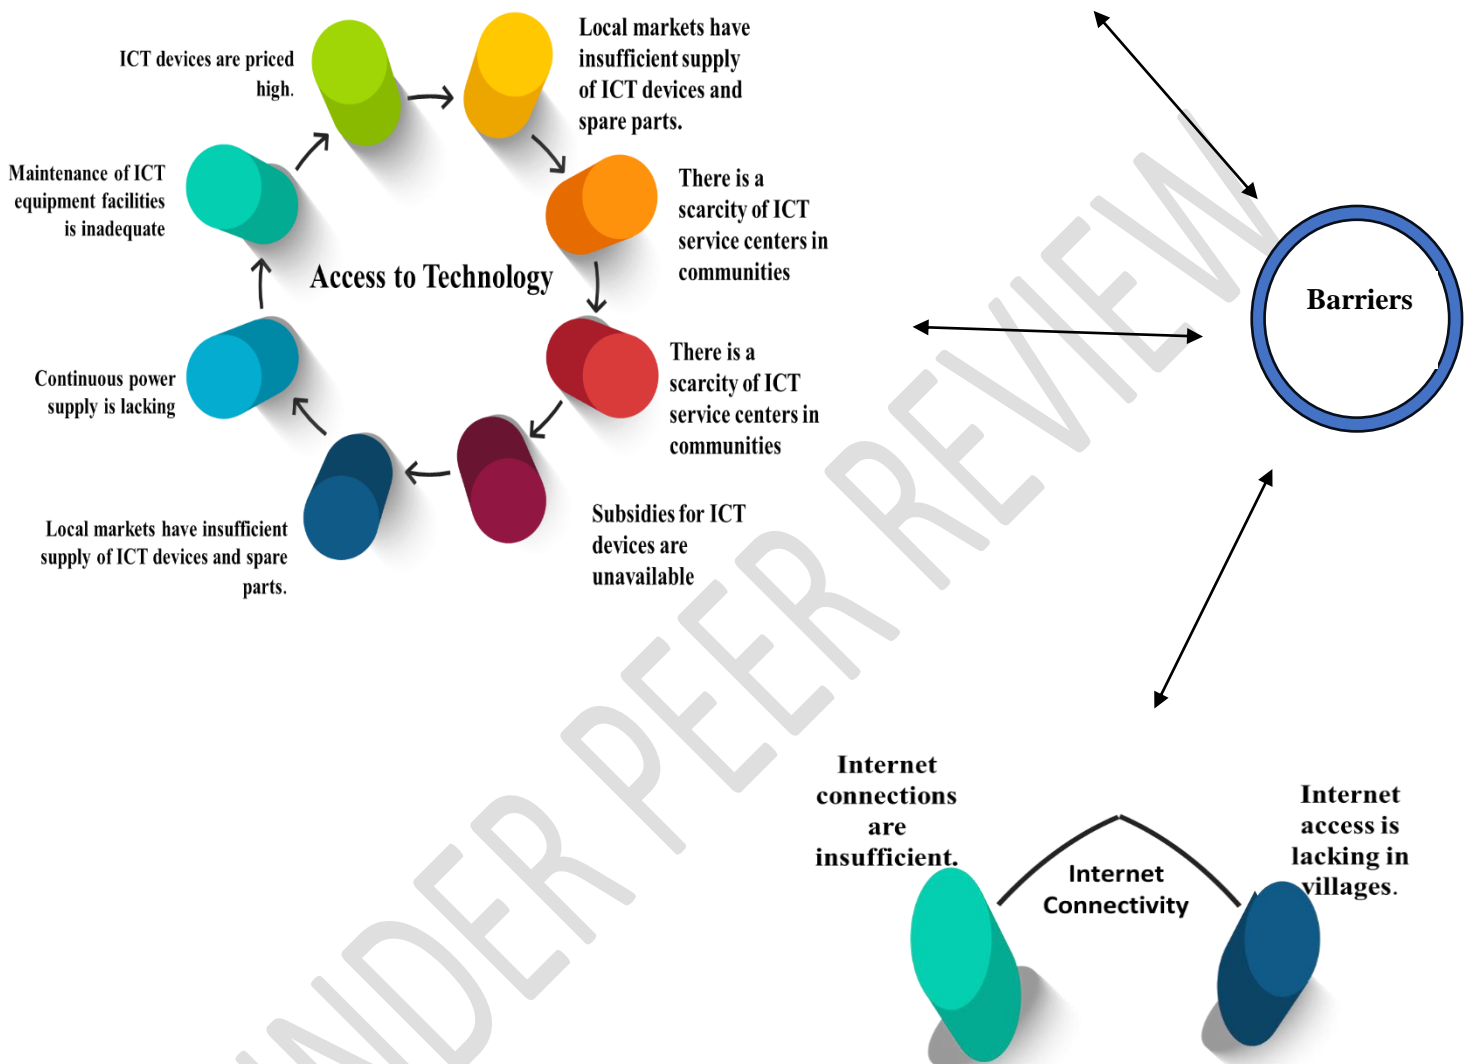 ICT devices are priced
high.
Local markets have
insufficient supply
of ICT devices and
spare parts.
Maintenance of ICT
equipment facilities
is inadequate
There is a
scarcity of ICT
service centers in
communities
Access to Technology
Barriers
Continuous power
supply is lacking
There is a
scarcity of ICT
service centers in
communities
Local markets have insufficient
supply of ICT devices and spare
parts.
Subsidies for ICT
devices are
unavailable
Internet
connections
are
insufficient.
Internet
Connectivity
Internet
access is
lacking in
villages.
UNDER PEER REVIEW